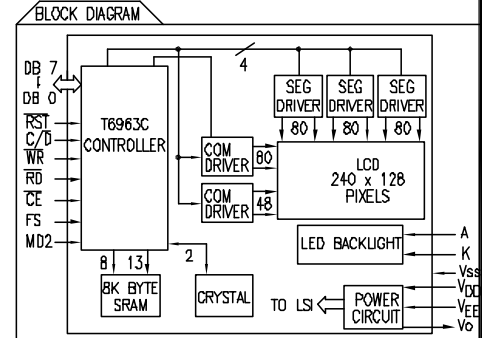 BLOCK DIAGRAM
DB 7
DB 0
RST
C/D
WR
RD
CE
FS
MD2
T6963C
CONTROLLER
4
SEG
DRIVER
SEG
DRIVER
SEG
DRIVER
80
80
80
COM
DRIVER
80
COM
DRIVER
48
LCD
240 x 128
PIXELS
LED BACKLIGHT
A
K
Vss
VDD
VEE
Vo
8
13
2
8K BYTE
SRAM
CRYSTAL
TO LSI
POWER
CIRCUIT